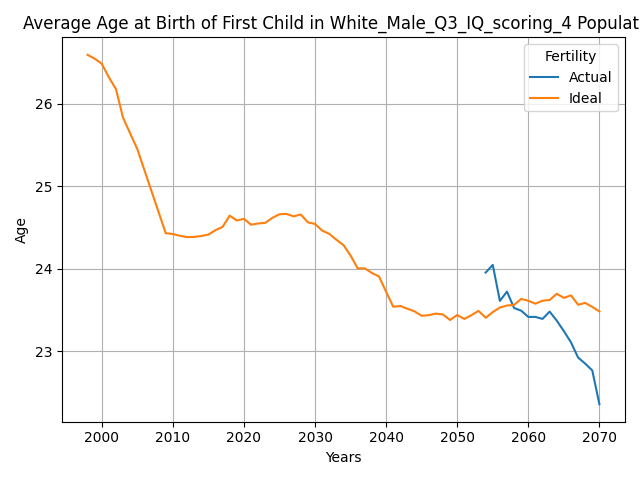 Average Age at Birth of First Child in White_Male_Q3_IQ_scoring_4 Populat
Fertility
Actual
Ideal
Age
26
25
24
23
2000 2010 2020 2030 2040 2050 2060 2070
Years